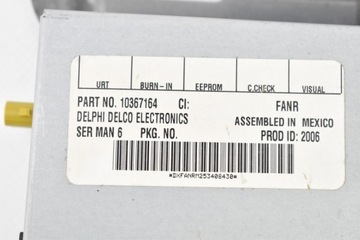 URT BURN-IN EEPROM C.CHECK VISUAL
PART NO. 10367164 CI: FANR
DELPHI DELCO ELECTRONICS ASSEMBLED IN MEXICO
SER MAN 6 PKG. NO. PROD ID: 2006
*DXFANRM253408430*